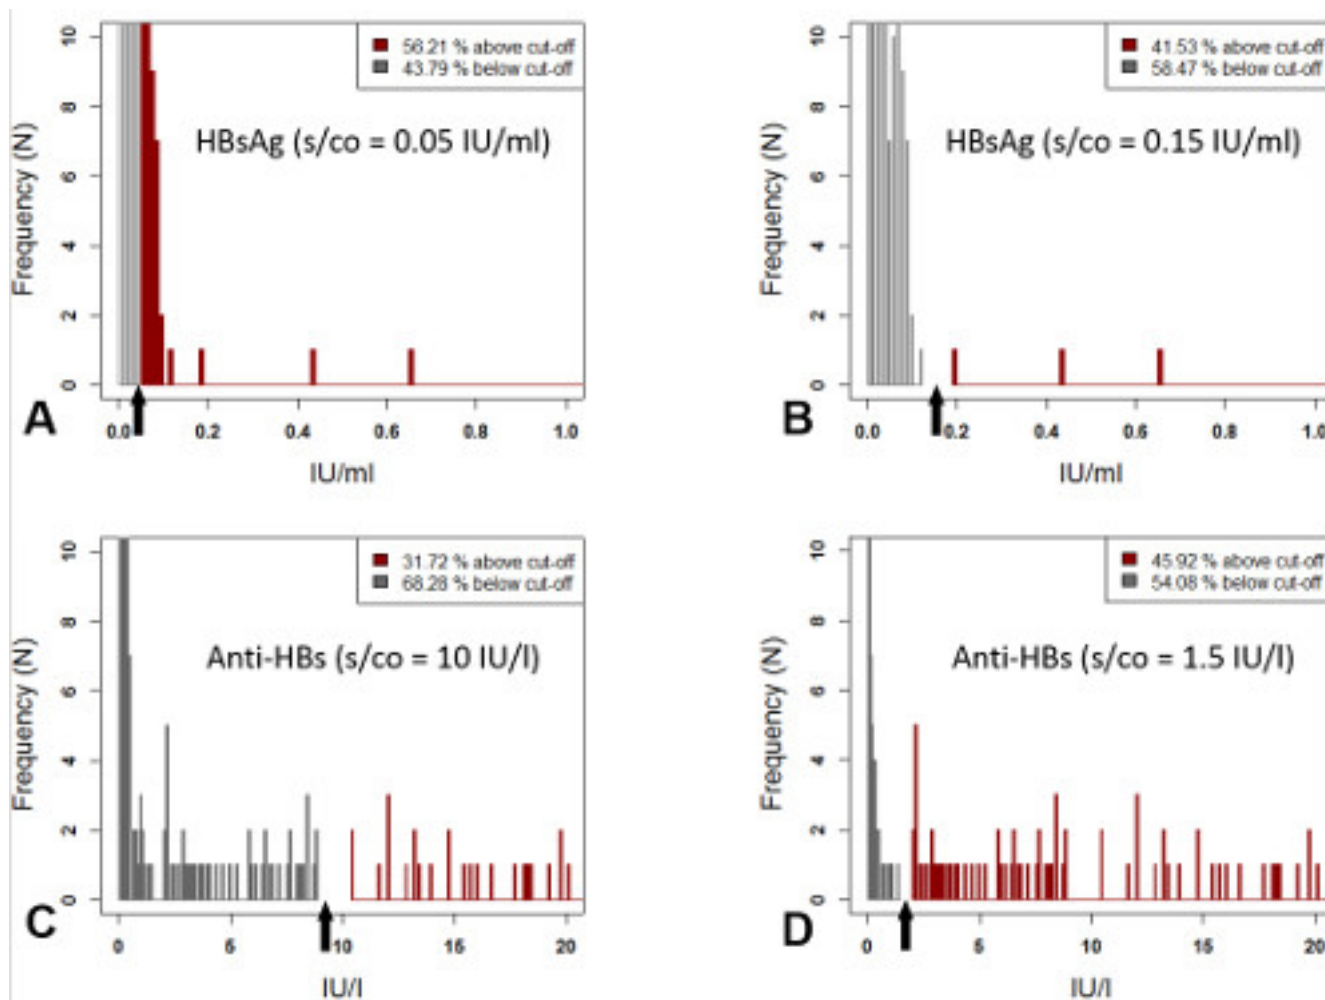 56.21 % above cut-off
43.79 % below cut-off
HBsAg (s/co = 0.05 IU/ml)
Frequency (N)
0 2 4 6 8 10
0.0 0.2 0.4 0.6 0.8 1.0
IU/ml
A
41.53 % above cut-off
58.47 % below cut-off
HBsAg (s/co = 0.15 IU/ml)
Frequency (N)
0 2 4 6 8 10
0.0 0.2 0.4 0.6 0.8 1.0
IU/ml
B
31.72 % above cut-off
68.28 % below cut-off
Anti-HBs (s/co = 10 IU/l)
Frequency (N)
0 2 4 6 8 10
0 5 10 15 20
IU/l
C
45.92 % above cut-off
54.08 % below cut-off
Anti-HBs (s/co = 1.5 IU/l)
Frequency (N)
0 2 4 6 8 10
0 5 10 15 20
IU/l
D